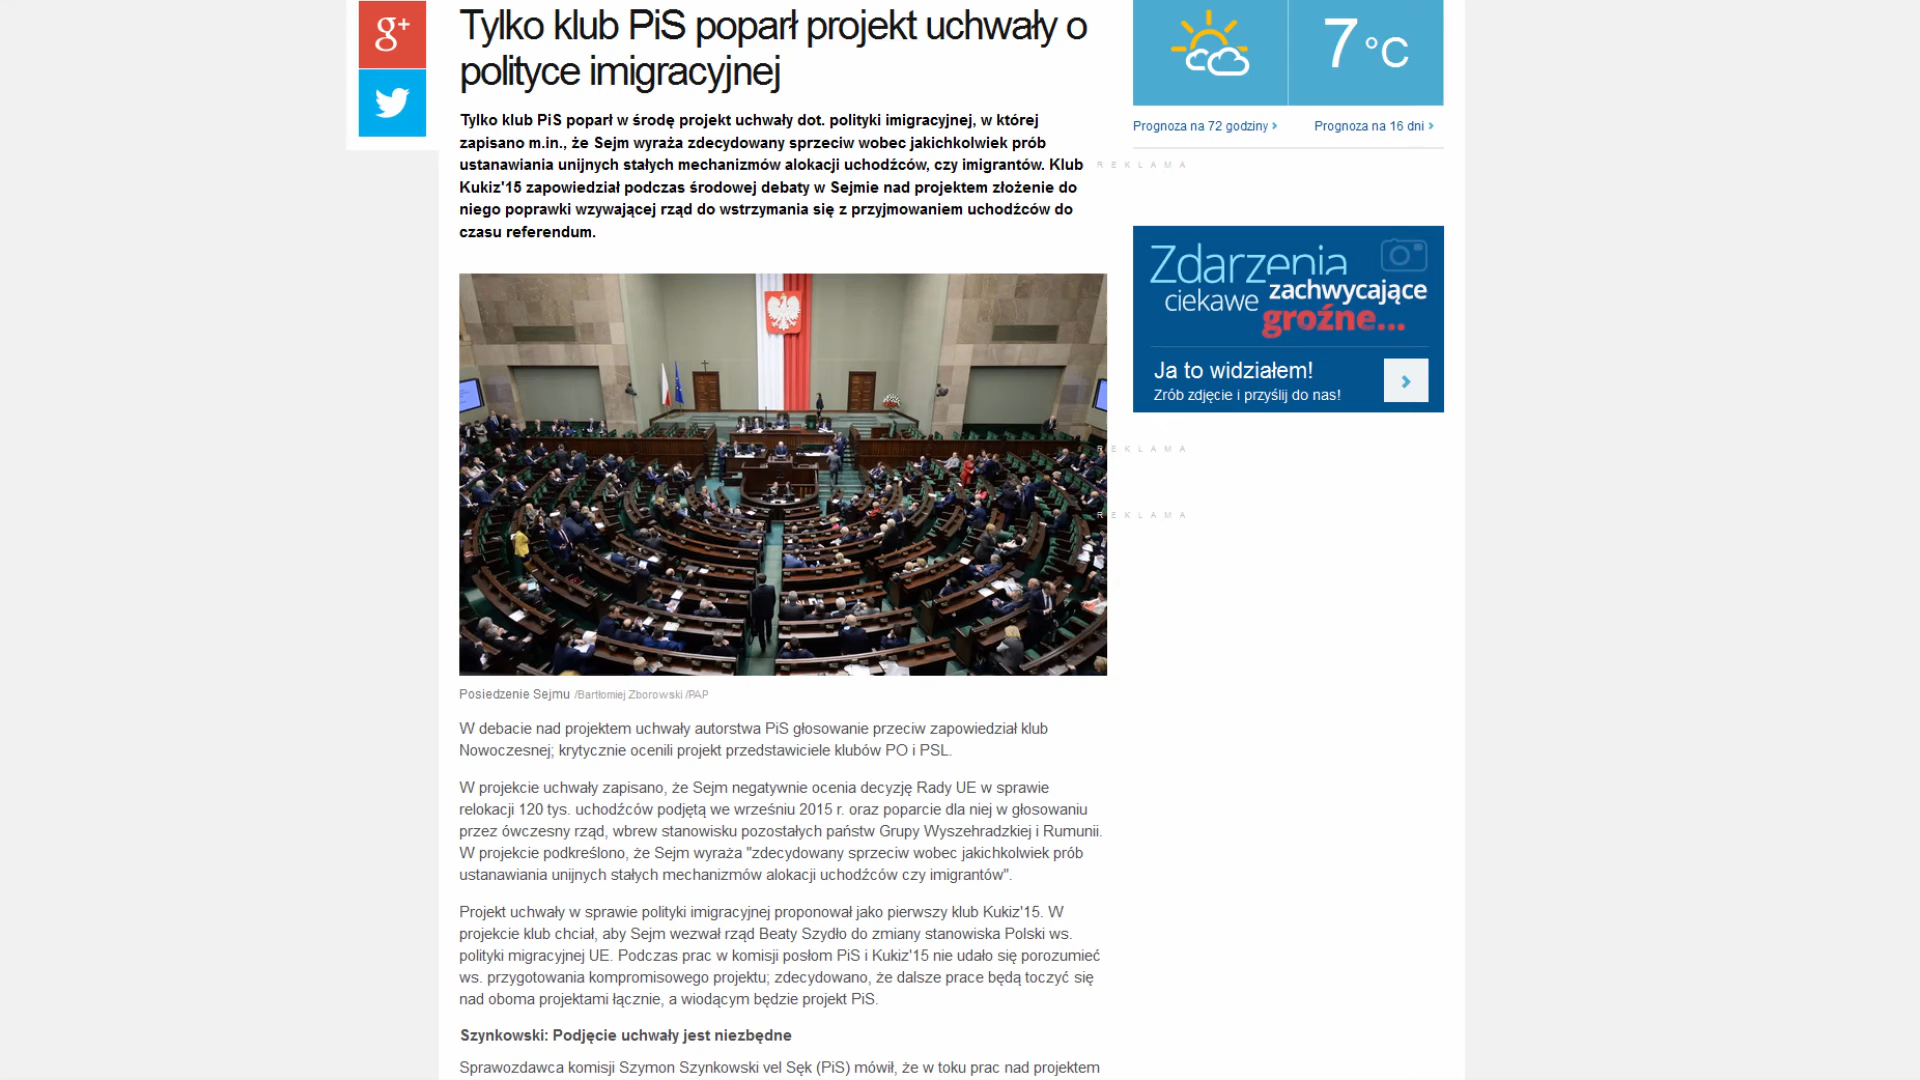 g+
Tylko klub PiS poparł projekt uchwały o
polityce imigracyjnej
Tylko klub PiS poparł w środę projekt uchwały dot. polityki imigracyjnej, w której
zapisano m.in., że Sejm wyraża zdecydowany sprzeciw wobec jakichkolwiek prób
ustanawiania unijnych stałych mechanizmów alokacji uchodźców, czy imigrantów. Klub
Kukiz'15 zapowiedział podczas środowej debaty w Sejmie nad projektem złożenie do
niego poprawki wzywającej rząd do wstrzymania się z przyjmowaniem uchodźców do
czasu referendum.
Posiedzenie Sejmu /Bartłomiej Zborowski /PAP
W debacie nad projektem uchwały autorstwa PiS głosowanie przeciw zapowiedział klub
Nowoczesnej; krytycznie ocenili projekt przedstawiciele klubów PO i PSL.
W projekcie uchwały zapisano, że Sejm negatywnie ocenia decyzję Rady UE w sprawie
relokacji 120 tys. uchodźców podjętą we wrześniu 2015 r. oraz poparcie dla niej w głosowaniu
przez ówczesny rząd, wbrew stanowisku pozostałych państw Grupy Wyszehradzkiej i Rumunii.
W projekcie podkreślono, że Sejm wyraża "zdecydowany sprzeciw wobec jakichkolwiek prób
ustanawiania unijnych stałych mechanizmów alokacji uchodźców czy imigrantów".
Projekt uchwały w sprawie polityki imigracyjnej proponował jako pierwszy klub Kukiz'15. W
projekcie klub chciał, aby Sejm wezwał rząd Beaty Szydło do zmiany stanowiska Polski ws.
polityki migracyjnej UE. Podczas prac w komisji posłom PiS i Kukiz'15 nie udało się porozumieć
ws. przygotowania kompromisowego projektu; zdecydowano, że dalsze prace będą toczyć się
nad oboma projektami łącznie, a wiodącym będzie projekt PiS.
Szynkowski: Podjęcie uchwały jest niezbędne
Sprawozdawca komisji Szymon Szynkowski vel Sęk (PiS) mówił, że w toku prac nad projektem
7 °C
Prognoza na 72 godziny
Prognoza na 16 dni
REKLAMA
Zdarzenia
ciekawe zachwycające
groźne...
Ja to widziałem!
Zrób zdjęcie i przyślij do nas!
REKLAMA
REKLAMA